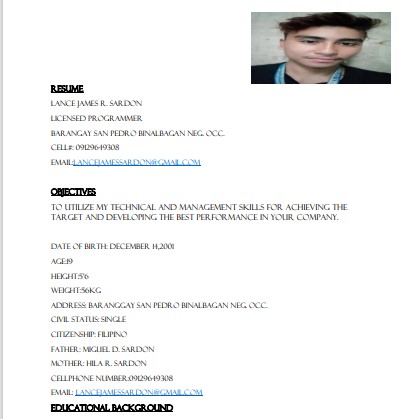 RESUME
LANCE JAMES R. SARDON
LICENSED PROGRAMMER
BARANGAY SAN PEDRO BINALBAGAN NEG. OCC.
CELL#: 09129649308
EMAIL:LANCEJAMESSARDON@GMAIL.COM
OBJECTIVES
TO UTILIZE MY TECHNICAL AND MANAGEMENT SKILLS FOR ACHIEVING THE
TARGET AND DEVELOPING THE BEST PERFORMANCE IN YOUR COMPANY.
DATE OF BIRTH: DECEMBER 14,2001
AGE:19
HEIGHT:5'6
WEIGHT:56KG
ADDRESS: BARANGGAY SAN PEDRO BINALBAGAN NEG. OCC.
CIVIL STATUS: SINGLE
CITIZENSHIP: FILIPINO
FATHER: MIGUEL D. SARDON
MOTHER: HILA R. SARDON
CELLPHONE NUMBER:09129649308
EMAIL: LANCEJAMESSARDON@GMAIL.COM
EDUCATIONAL BACKGROUND